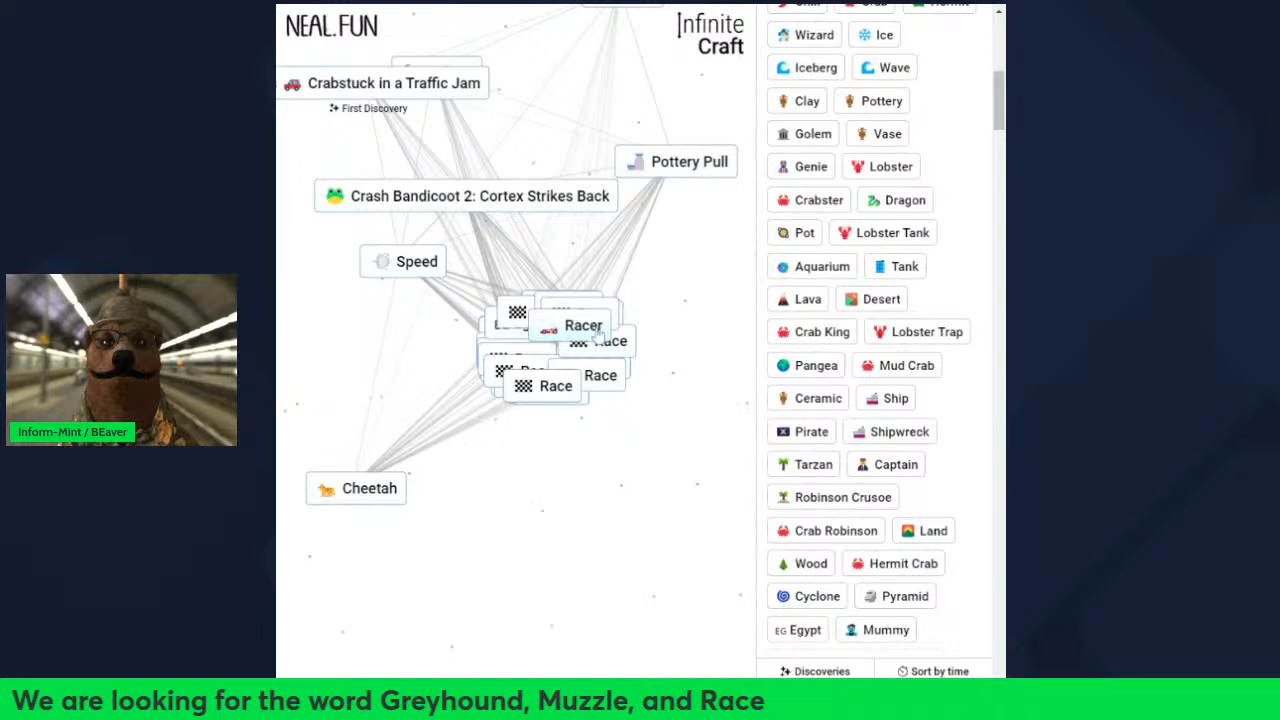 NEAL.FUN
Infinite
Craft
Crabstuck in a Traffic Jam
First Discovery
Pottery Pull
Crash Bandicoot 2: Cortex Strikes Back
Speed
Racer
Race
Race
Race
Cheetah
Crab
Hermit
Wizard
Ice
Iceberg
Wave
Clay
Pottery
Golem
Vase
Genie
Lobster
Crabster
Dragon
Pot
Lobster Tank
Aquarium
Tank
Lava
Desert
Crab King
Lobster Trap
Pangea
Mud Crab
Ceramic
Ship
Pirate
Shipwreck
Tarzan
Captain
Robinson Crusoe
Crab Robinson
Land
Wood
Hermit Crab
Cyclone
Pyramid
EG Egypt
Mummy
Discoveries
Sort by time
Inform-Mint / BEaver
We are looking for the word Greyhound, Muzzle, and Race